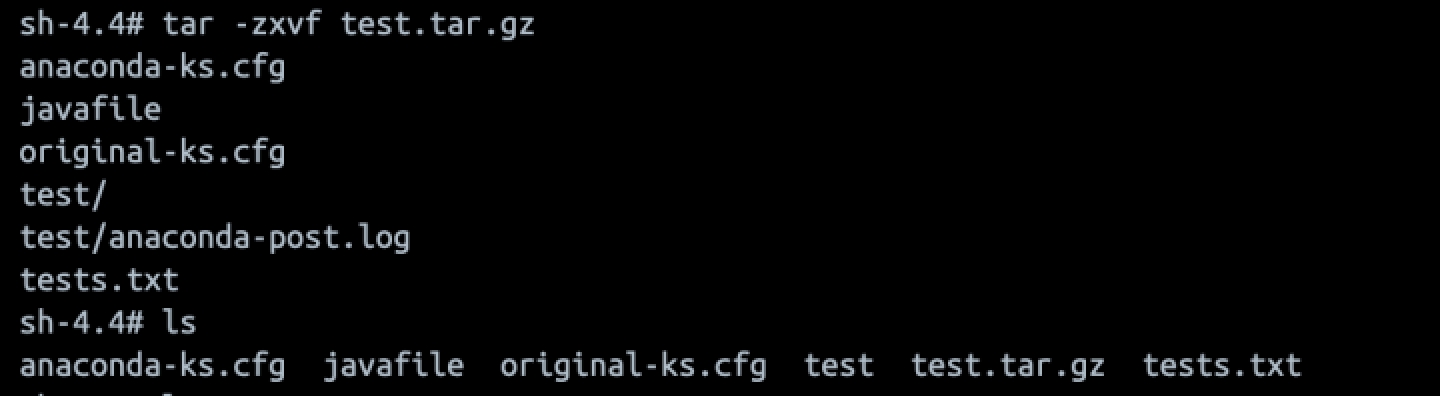 sh-4.4# tar -zxvf test.tar.gz
anaconda-ks.cfg
javafile
original-ks.cfg
test/
test/anaconda-post.log
tests.txt
sh-4.4# ls
anaconda-ks.cfg  javafile  original-ks.cfg  test  test.tar.gz  tests.txt